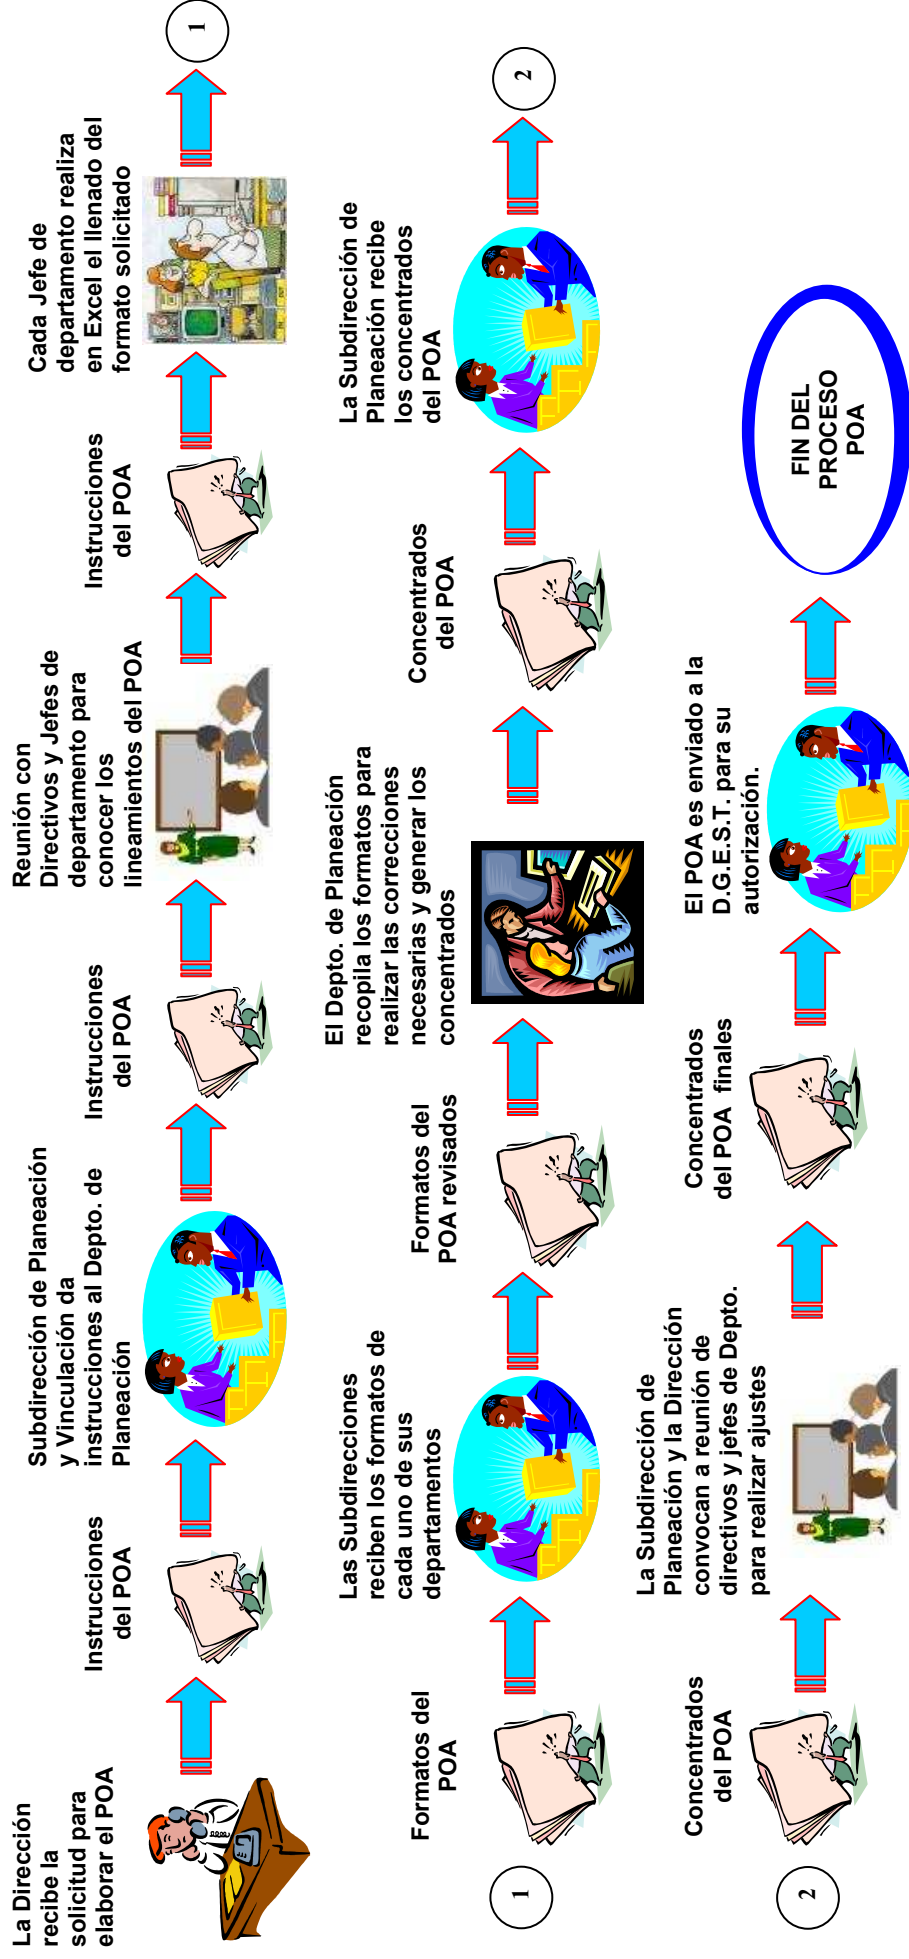 La Dirección
recibe la
solicitud para
elaborar el POA
Instrucciones
del POA
Subdirección de Planeación
y Vinculación da
instrucciones al Depto. de
Planeación
Instrucciones
del POA
Reunión con
Directivos y Jefes de
departamento para
conocer los
lineamientos del POA
Instrucciones
del POA
Cada Jefe de
departamento realiza
en Excel el llenado del
formato solicitado
1
1
Formatos del
POA
Las Subdirecciones
reciben los formatos de
cada uno de sus
departamentos
Formatos del
POA revisados
El Depto. de Planeación
recopila los formatos para
realizar las correcciones
necesarias y generar los
concentrados
Concentrados
del POA
La Subdirección de
Planeación recibe
los concentrados
del POA
2
2
Concentrados
del POA
La Subdirección de
Planeación y la Dirección
convocan a reunión de
directivos y jefes de Depto.
para realizar ajustes
Concentrados
del POA finales
El POA es enviado a la
D.G.E.S.T. para su
autorización.
FIN DEL
PROCESO
POA